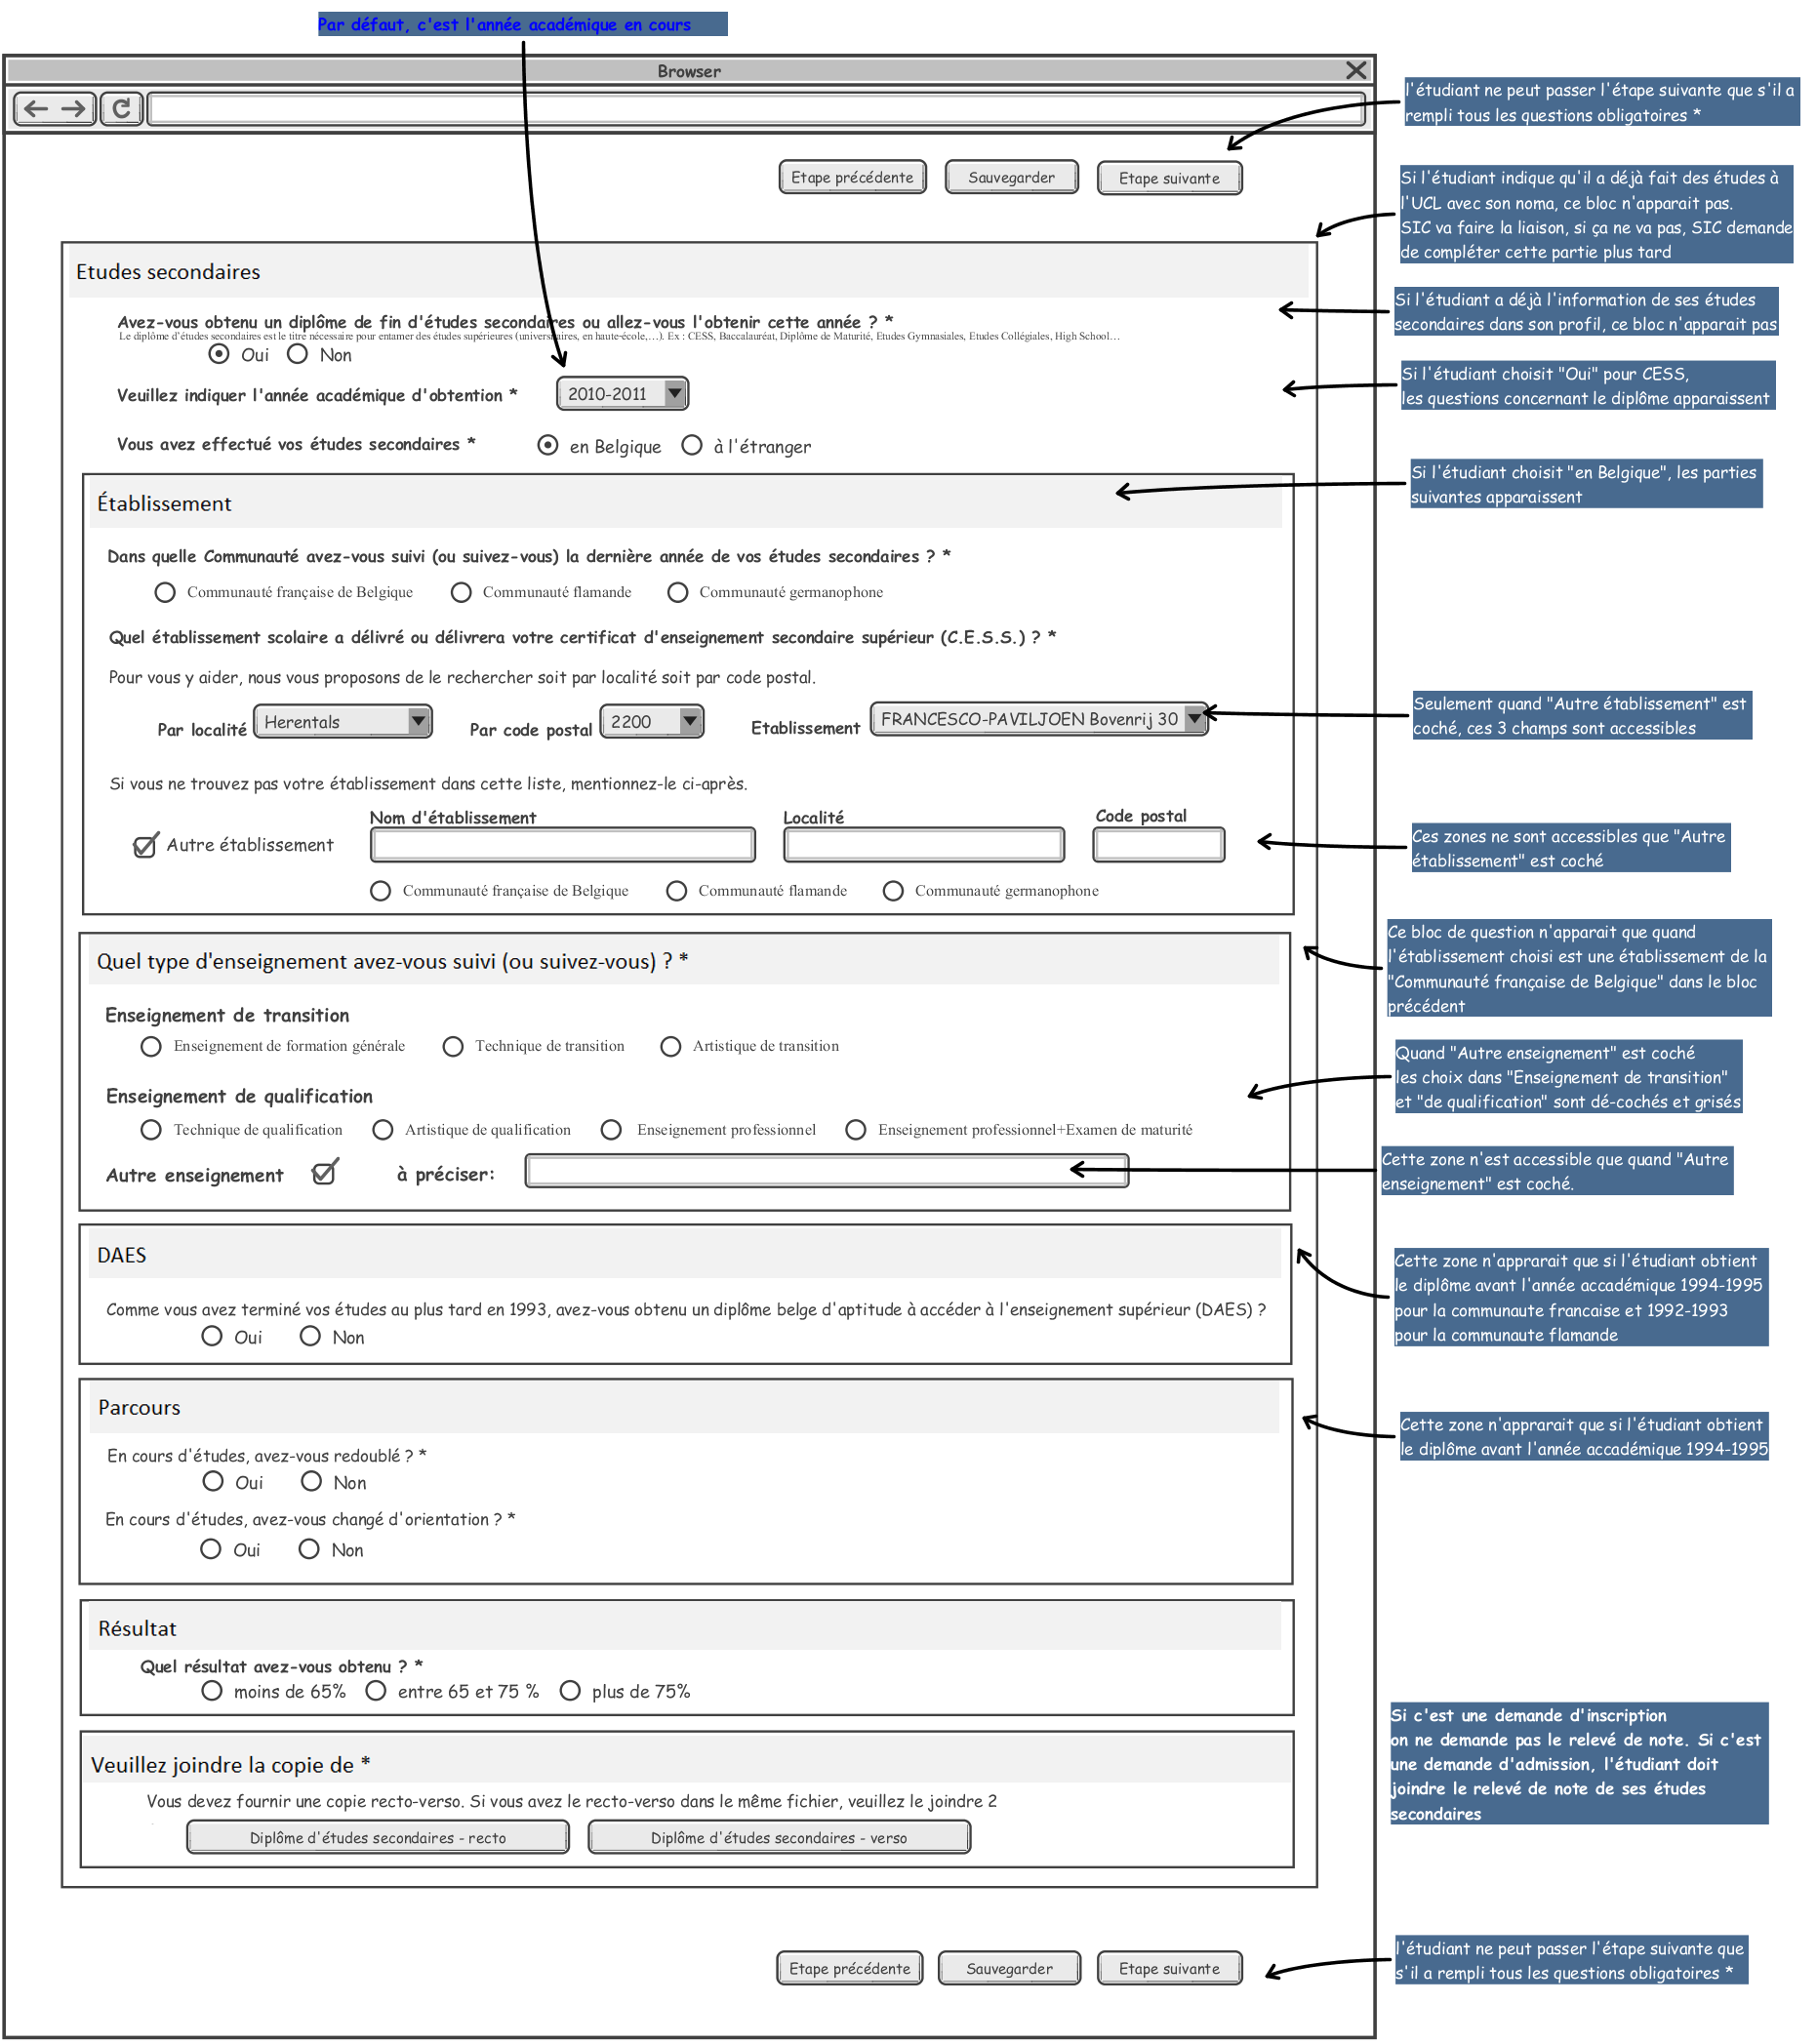 Par défaut, c'est l'année académique en cours
Browser
l'étudiant ne peut passer l'étape suivante que s'il a
rempli tous les questions obligatoires *
Etape précédente
Sauvegarder
Etape suivante
Si l'étudiant indique qu'il a déjà fait des études à
l'UCL avec son noma, ce bloc n'apparait pas.
SIC va faire la liaison, si ça ne va pas, SIC demande
de compléter cette partie plus tard
Etudes secondaires
Si l'étudiant a déjà l'information de ses études
secondaires dans son profil, ce bloc n'apparait pas
Avez-vous obtenu un diplôme de fin d'études secondaires ou allez-vous l'obtenir cette année ? *
Le diplôme d'études secondaires est le titre nécessaire pour entamer des études supérieures (universitaires, en haute-école,…). Ex : CESS, Baccalauréat, Diplôme de Maturité, Etudes Gymnasiales, Etudes Collégiales, High School…
Oui Non
Si l'étudiant choisit "Oui" pour CESS,
les questions concernant le diplôme apparaissent
Veuillez indiquer l'année académique d'obtention * 2010-2011
Vous avez effectué vos études secondaires * en Belgique à l'étranger
Si l'étudiant choisit "en Belgique", les parties
suivantes apparaissent
Établissement
Dans quelle Communauté avez-vous suivi (ou suivez-vous) la dernière année de vos études secondaires ? *
Communauté française de Belgique Communauté flamande Communauté germanophone
Quel établissement scolaire a délivré ou délivrera votre certificat d'enseignement secondaire supérieur (C.E.S.S.) ? *
Pour vous y aider, nous vous proposons de le rechercher soit par localité soit par code postal.
Par localité Herentals Par code postal 2200 Etablissement FRANCESCO-PAVILJOEN Bovenrij 30
Seulement quand "Autre établissement" est
coché, ces 3 champs sont accessibles
Si vous ne trouvez pas votre établissement dans cette liste, mentionnez-le ci-après.
Nom d'établissement Localité Code postal
Autre établissement
Ces zones ne sont accessibles que "Autre
établissement" est coché
Communauté française de Belgique Communauté flamande Communauté germanophone
Ce bloc de question n'apparait que quand
l'établissement choisi est une établissement de la
"Communauté française de Belgique" dans le bloc
précédent
Quel type d'enseignement avez-vous suivi (ou suivez-vous) ? *
Enseignement de transition
Enseignement de formation générale Technique de transition Artistique de transition
Quand "Autre enseignement" est coché
les choix dans "Enseignement de transition"
et "de qualification" sont dé-cochés et grisés
Enseignement de qualification
Technique de qualification Artistique de qualification Enseignement professionnel Enseignement professionnel+Examen de maturité
Autre enseignement à préciser:
Cette zone n'est accessible que quand "Autre
enseignement" est coché.
DAES
Cette zone n'apprarait que si l'étudiant obtient
le diplôme avant l'année accadémique 1994-1995
pour la communaute francaise et 1992-1993
pour la communaute flamande
Comme vous avez terminé vos études au plus tard en 1993, avez-vous obtenu un diplôme belge d'aptitude à accéder à l'enseignement supérieur (DAES) ?
Oui Non
Parcours
Cette zone n'apprarait que si l'étudiant obtient
le diplôme avant l'année accadémique 1994-1995
En cours d'études, avez-vous redoublé ? *
Oui Non
En cours d'études, avez-vous changé d'orientation ? *
Oui Non
Résultat
Quel résultat avez-vous obtenu ? *
moins de 65% entre 65 et 75 % plus de 75%
Si c'est une demande d'inscription
on ne demande pas le relevé de note. Si c'est
une demande d'admission, l'étudiant doit
joindre le relevé de note de ses études
secondaires
Veuillez joindre la copie de *
Vous devez fournir une copie recto-verso. Si vous avez le recto-verso dans le même fichier, veuillez le joindre 2
Diplôme d'études secondaires - recto
Diplôme d'études secondaires - verso
Etape précédente
Sauvegarder
Etape suivante
l'étudiant ne peut passer l'étape suivante que
s'il a rempli tous les questions obligatoires *